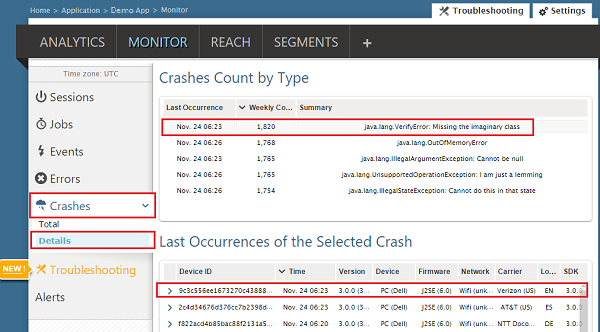 Home > Application > Demo App > Monitor
Troubleshooting
Settings
ANALYTICS MONITOR REACH SEGMENTS +
Time zone: UTC
Sessions
Jobs
Events
Errors
Crashes
Total
Details
NEW !
Troubleshooting
Alerts
Crashes Count by Type
Last Occurrence Weekly Co... Summary
Nov. 24 06:23 1,820 java.lang.VerifyError: Missing the imaginary class
Nov. 24 06:26 1,768 java.lang.OutOfMemoryError
Nov. 24 06:23 1,765 java.lang.IllegalArgumentException: Cannot be null
Nov. 24 06:26 1,765 java.lang.UnsupportedOperationException: I am just a lemming
Nov. 24 06:26 1,754 java.lang.IllegalStateException: Cannot do this in that state
Last Occurrences of the Selected Crash
Device ID Time Version Device Firmware Network Carrier Lo... SDK
9c3c556ee1673270c43888... Nov. 24 06:23 3.0.0 (3... PC (Dell) J2SE (6.0) Wifi (unk... Verizon (US) EN 3.0.0
2c4d34676d376cc7b2398d... Nov. 24 06:23 3.0.0 (3... PC (Dell) J2SE (6.0) Wifi (unk... AT&T (US) ES 3.0.0
f822acd4b85bac88f2131a5... Nov. 24 06:20 3.0.0 (3... PC (Dell) J2SE (6.0) Wifi (unk... NTT Doco... DE 3.0.0